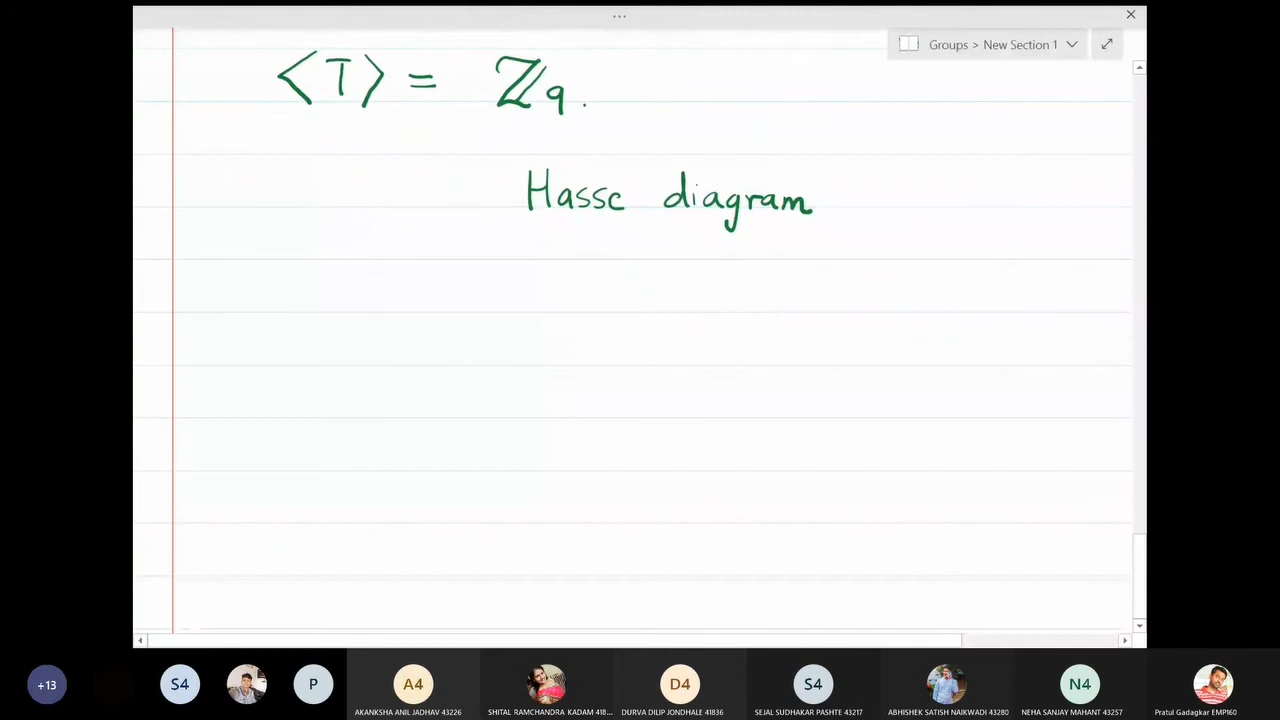 Groups > New Section 1
⟨T⟩ = ℤ9.
Hasse diagram
+13
S4
P
A4
D4
S4
N4
AKANKSHA ANIL JADHAV 43226
SHITAL RAMCHANDRA KADAM 418...
DURVA DILIP JONDHALE 41836
SEJAL SUDHAKAR PASHTE 43217
ABHISHEK SATISH NAIKWADI 43280
NEHA SANJAY MAHANT 43257
Pratul Gadagkar EMP160